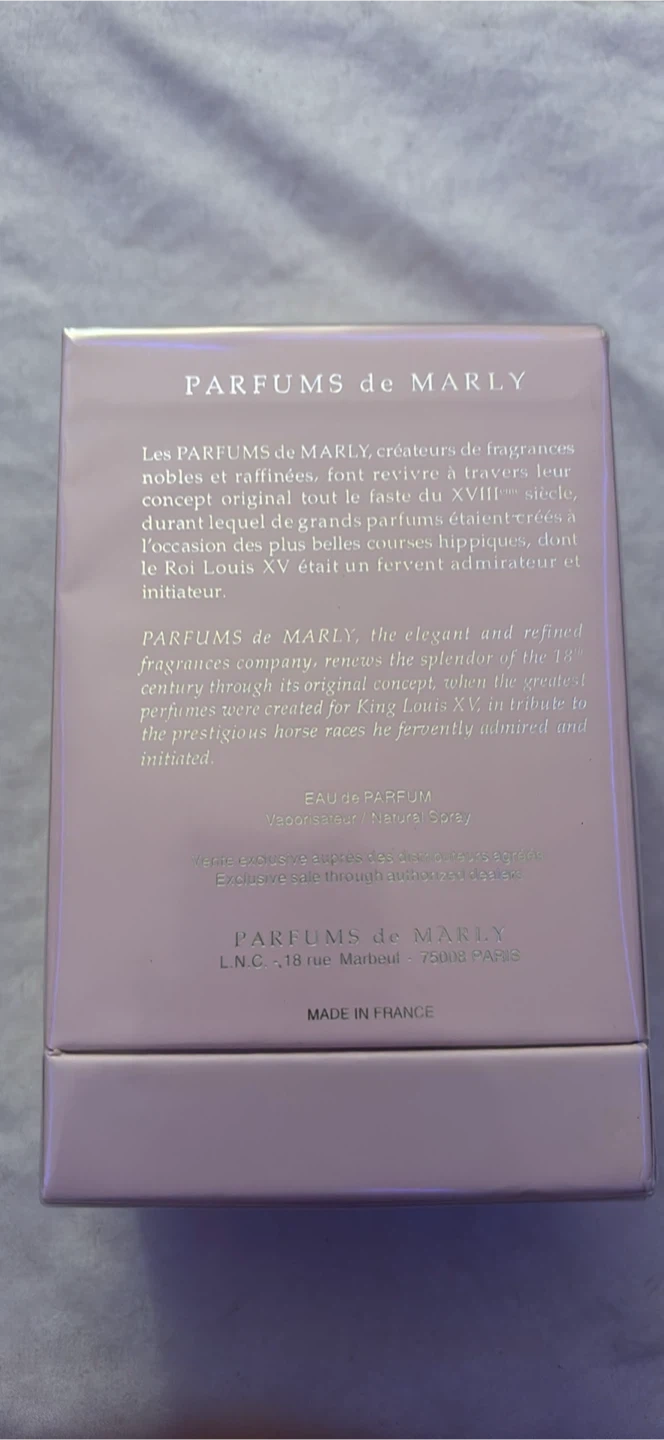 PARFUMS de MARLY
Les PARFUMS de MARLY, créateurs de fragrances
nobles et raffinées, font revivre à travers leur
concept original tout le faste du XVIIIème siècle,
durant lequel de grands parfums étaient créés à
l'occasion des plus belles courses hippiques, dont
le Roi Louis XV était un fervent admirateur et
initiateur.
PARFUMS de MARLY, the elegant and refined
fragrances company, renews the splendor of the 18th
century through its original concept, when the greatest
perfumes were created for King Louis XV, in tribute to
the prestigious horse races he fervently admired and
initiated.
EAU de PARFUM
Vaporisateur / Natural Spray
Vente exclusive auprès des distributeurs agréés
Exclusive sale through authorized dealers
PARFUMS de MARLY
L.N.C. - 18 rue Marbeuf - 75008 PARIS
MADE IN FRANCE